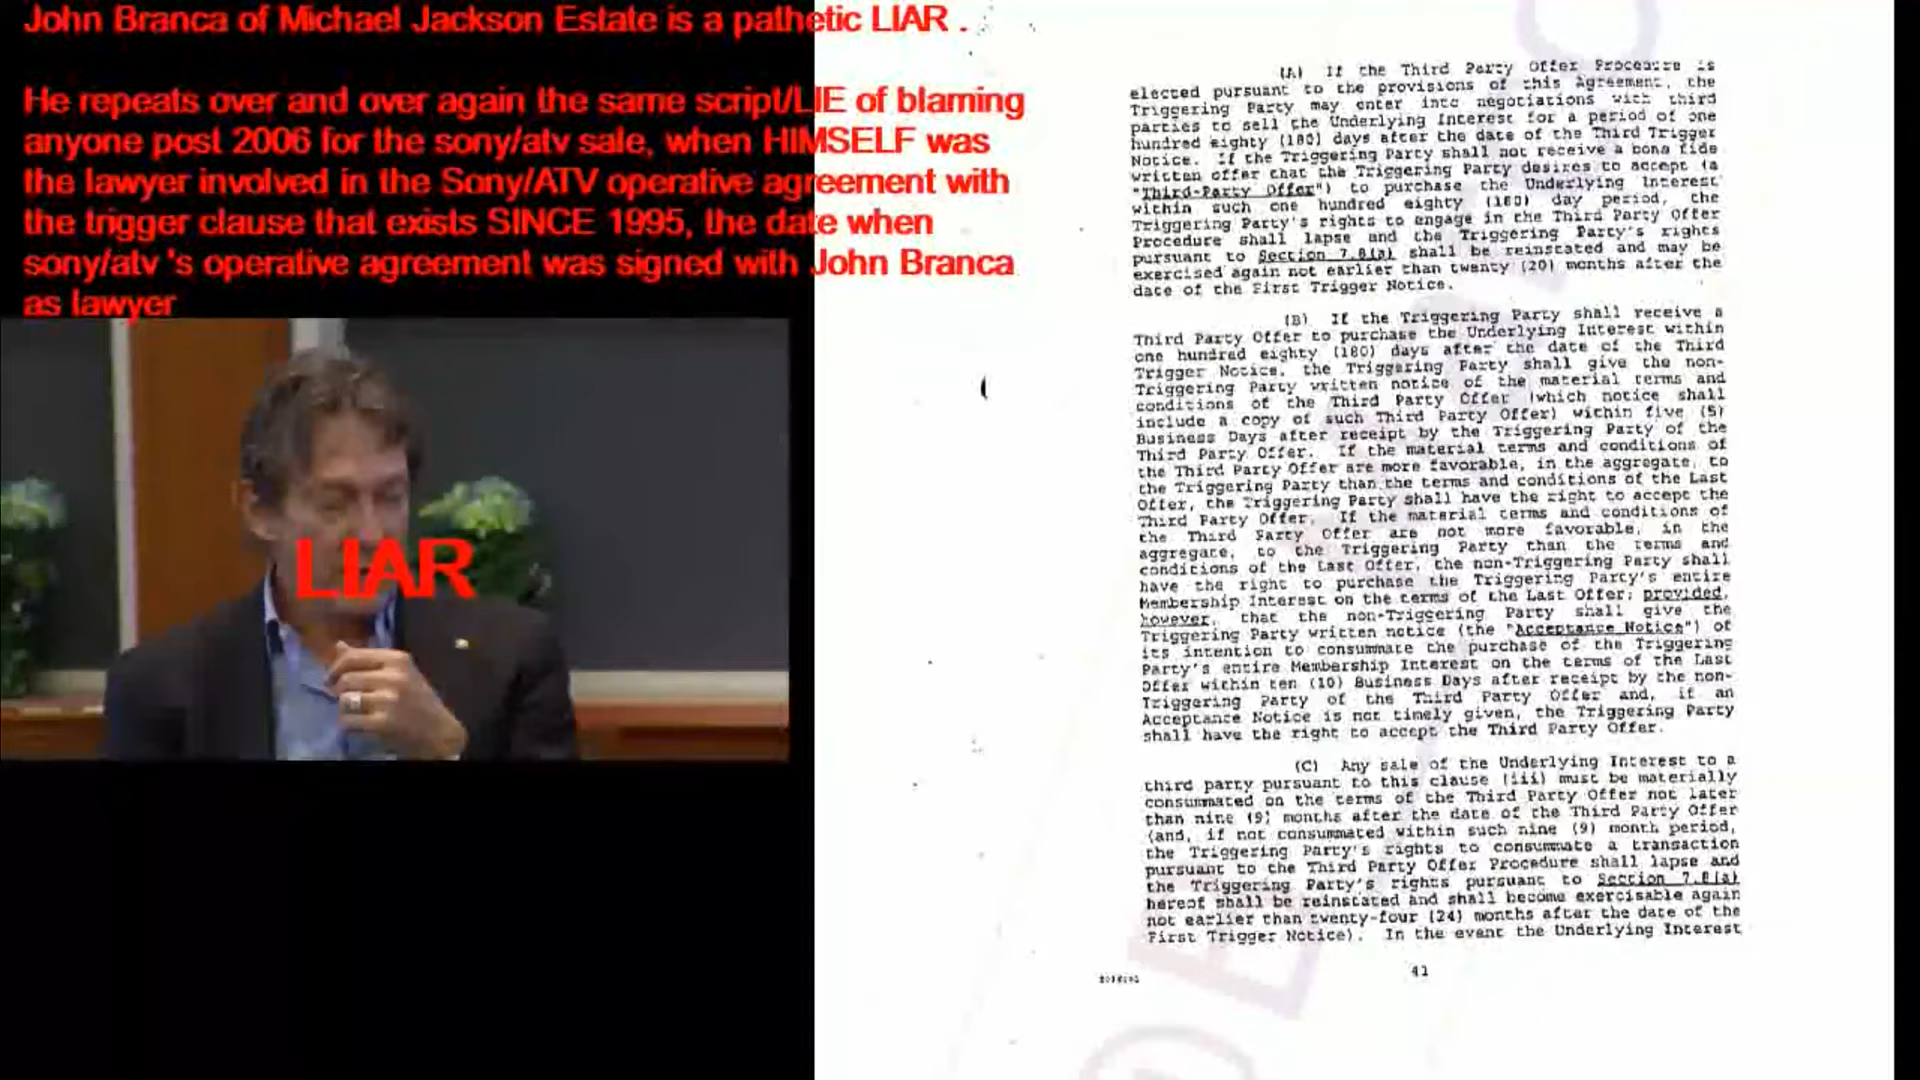 John Branca of Michael Jackson Estate is a pathetic LIAR .
He repeats over and over again the same script/LIE of blaming
anyone post 2006 for the sony/atv sale, when HIMSELF was
the lawyer involved in the Sony/ATV operative agreement with
the trigger clause that exists SINCE 1995, the date when
sony/atv 's operative agreement was signed with John Branca
as lawyer
LIAR
(A) If the Third Party Offer Procedure is
elected pursuant to the provisions of this Agreement, the
Triggering Party may enter into negotiations with third
parties to sell the Underlying Interest for a period of one
hundred eighty (180) days after the date of the Third Trigger
Notice. If the Triggering Party shall not receive a bona fide
written offer that the Triggering Party desires to accept (a
"Third-Party Offer") to purchase the Underlying Interest
within such one hundred eighty (180) day period, the
Triggering Party's rights to engage in the Third Party Offer
Procedure shall lapse and the Triggering Party's rights
pursuant to Section 7.8(a) shall be reinstated and may be
exercised again not earlier than twenty (20) months after the
date of the First Trigger Notice.
(B) If the Triggering Party shall receive a
Third Party Offer to purchase the Underlying Interest within
one hundred eighty (180) days after the date of the Third
Trigger Notice, the Triggering Party shall give the non-
Triggering Party written notice of the material terms and
conditions of the Third Party Offer (which notice shall
include a copy of such Third Party Offer) within five (5)
Business Days after receipt by the Triggering Party of the
Third Party Offer. If the material terms and conditions of
the Third Party Offer are more favorable, in the aggregate, to
the Triggering Party than the terms and conditions of the Last
Offer, the Triggering Party shall have the right to accept the
Third Party Offer. If the material terms and conditions of
the Third Party Offer are not more favorable, in the
aggregate, to the Triggering Party than the terms and
conditions of the Last Offer, the non-Triggering Party shall
have the right to purchase the Triggering Party's entire
Membership Interest on the terms of the Last Offer; provided,
however, that the non-Triggering Party shall give the
Triggering Party written notice (the "Acceptance Notice") of
its intention to consummate the purchase of the Triggering
Party's entire Membership Interest on the terms of the Last
Offer within ten (10) Business Days after receipt by the non-
Triggering Party of the Third Party Offer and, if an
Acceptance Notice is not timely given, the Triggering Party
shall have the right to accept the Third Party Offer.
(C) Any sale of the Underlying Interest to a
third party pursuant to this clause (iii) must be materially
consummated on the terms of the Third Party Offer not later
than nine (9) months after the date of the Third Party Offer
(and, if not consummated within such nine (9) month period,
the Triggering Party's rights to consummate a transaction
pursuant to the Third Party Offer Procedure shall lapse and
the Triggering Party's rights pursuant to Section 7.8(a)
hereof shall be reinstated and shall become exercisable again
not earlier than twenty-four (24) months after the date of the
First Trigger Notice). In the event the Underlying Interest
41